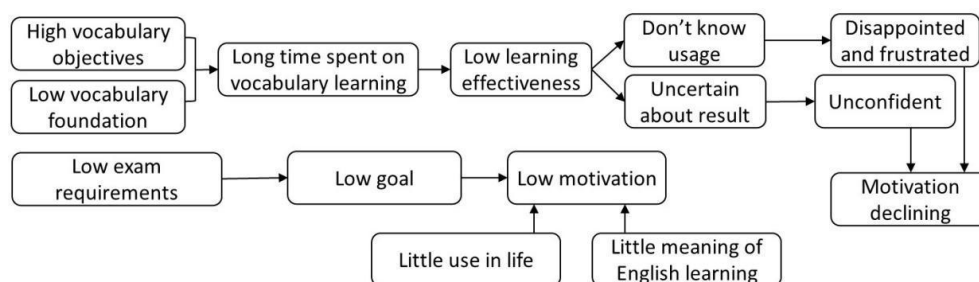 High vocabulary
objectives
Low vocabulary
foundation
Long time spent on
vocabulary learning
Low learning
effectiveness
Don't know
usage
Disappointed
and frustrated
Uncertain
about result
Unconfident
Motivation
declining
Low exam
requirements
Low goal
Low motivation
Little use in life
Little meaning of
English learning